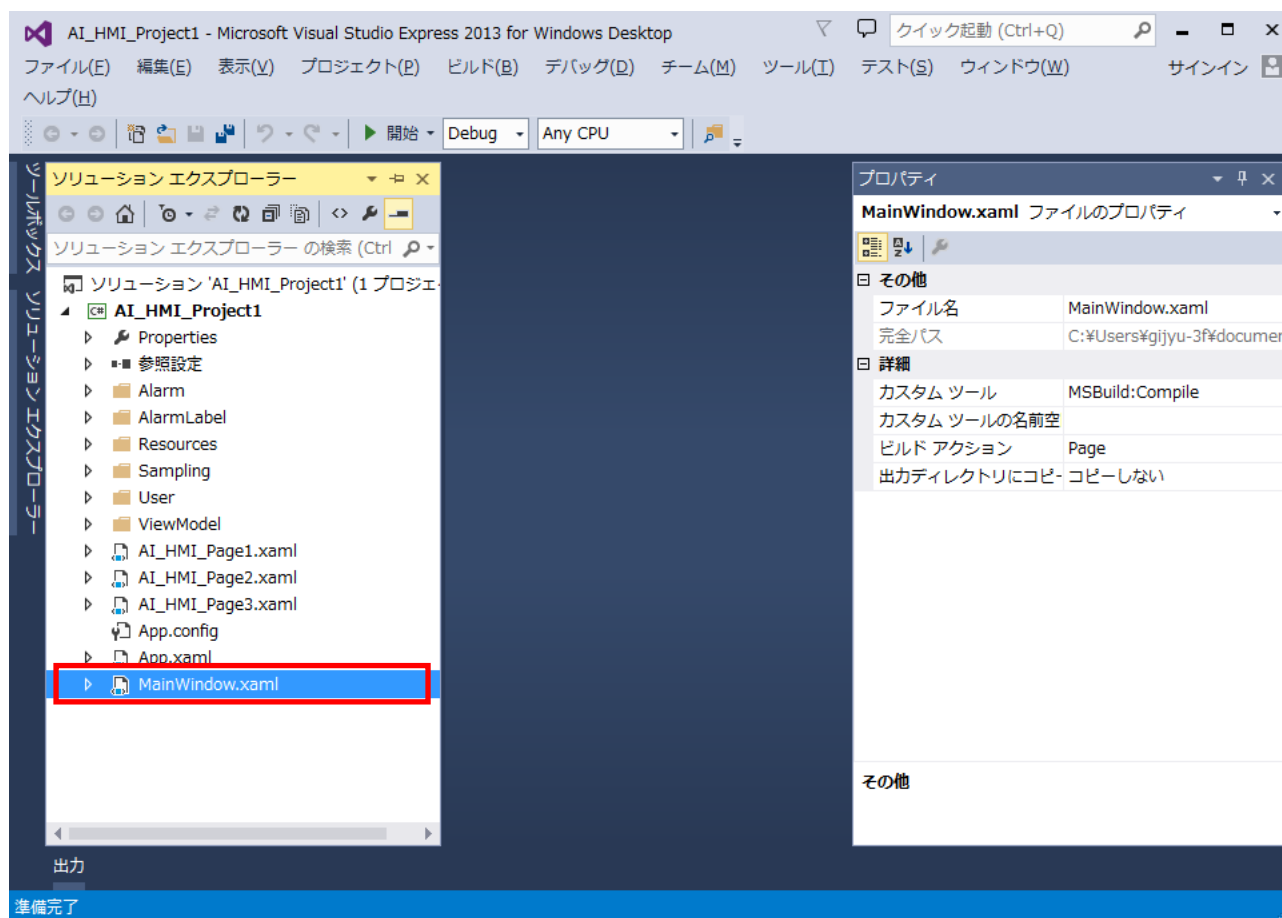 AI_HMI_Project1 - Microsoft Visual Studio Express 2013 for Windows Desktop
クイック起動 (Ctrl+Q)
ファイル(F) 編集(E) 表示(V) プロジェクト(P) ビルド(B) デバッグ(D) チーム(M) ツール(T) テスト(S) ウィンドウ(W) サインイン
ヘルプ(H)
開始 Debug Any CPU
ツールボックス
ソリューション エクスプローラー
ソリューション エクスプローラー
ソリューション エクスプローラー の検索 (Ctrl
ソリューション 'AI_HMI_Project1' (1 プロジェ
AI_HMI_Project1
Properties
参照設定
Alarm
AlarmLabel
Resources
Sampling
User
ViewModel
AI_HMI_Page1.xaml
AI_HMI_Page2.xaml
AI_HMI_Page3.xaml
App.config
App.xaml
MainWindow.xaml
プロパティ
MainWindow.xaml ファイルのプロパティ
その他
ファイル名 MainWindow.xaml
完全パス C:¥Users¥gijyu-3f¥documer
詳細
カスタム ツール MSBuild:Compile
カスタム ツールの名前空
ビルド アクション Page
出力ディレクトリにコピー コピーしない
その他
出力
準備完了